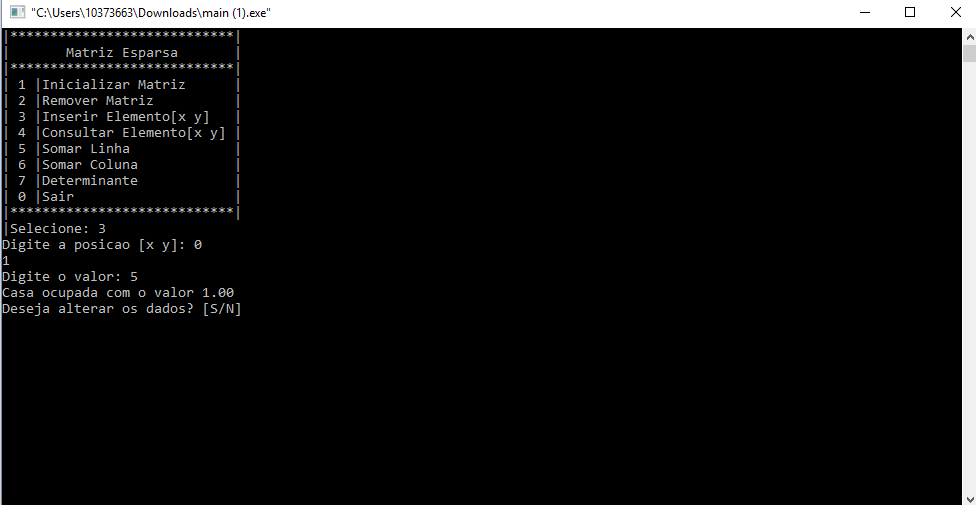 "C:\Users\10373663\Downloads\main (1).exe"
|****************************|
|       Matriz Esparsa       |
|****************************|
| 1 |Inicializar Matriz      |
| 2 |Remover Matriz          |
| 3 |Inserir Elemento[x y]   |
| 4 |Consultar Elemento[x y] |
| 5 |Somar Linha             |
| 6 |Somar Coluna            |
| 7 |Determinante            |
| 0 |Sair                    |
|****************************|
|Selecione: 3
Digite a posicao [x y]: 0
1
Digite o valor: 5
Casa ocupada com o valor 1.00
Deseja alterar os dados? [S/N]